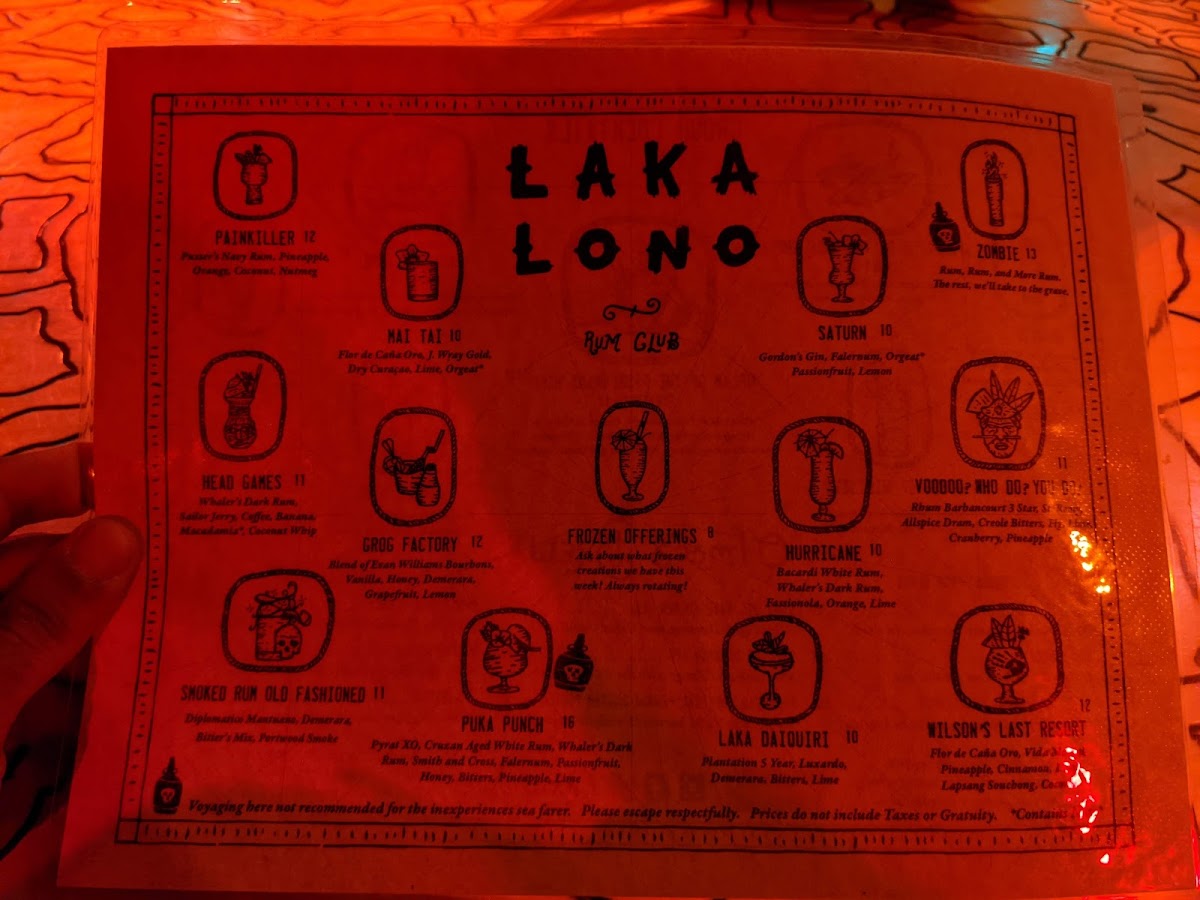 ŁAKA
ŁONO
RUM CLUB
PAINKILLER 12
Pusser's Navy Rum, Pineapple,
Orange, Coconut, Nutmeg
MAI TAI 10
Flor de Caña Oro, J. Wray Gold,
Dry Curaçao, Lime, Orgeat*
SATURN 10
Gordon's Gin, Falernum, Orgeat*
Passionfruit, Lemon
ZOMBIE 13
Rum, Rum, and More Rum.
The rest, we'll take to the grave.
HEAD GAMES 11
Whaler's Dark Rum,
Sailor Jerry, Coffee, Banana,
Macadamia*, Coconut Whip
GROG FACTORY 12
Blend of Evan Williams Bourbons,
Vanilla, Honey, Demerara,
Grapefruit, Lemon
FROZEN OFFERINGS 8
Ask about what frozen
creations we have this
week! Always rotating!
HURRICANE 10
Bacardi White Rum,
Whaler's Dark Rum,
Fassionola, Orange, Lime
VOODOO? WHO DO? YOU DO! 11
Rhum Barbancourt 3 Star,
Allspice Dram, Creole Bitters,
Cranberry, Pineapple
SMOKED RUM OLD FASHIONED 11
Diplomatico Mantuano, Demerara,
Bitter's Mix, Pertwood Smoke
PUKA PUNCH 16
Pyrat XO, Cruzan Aged White Rum, Whaler's Dark
Rum, Smith and Cross, Falernum, Passionfruit,
Honey, Bitters, Pineapple, Lime
LAKA DAIQUIRI 10
Plantation 5 Year, Luxardo,
Demerara, Bitters, Lime
WILSON'S LAST RESORT 12
Flor de Caña Oro, Vida
Pineapple, Cinnamon,
Lapsang Souchong,
Voyaging here not recommended for the inexperiences sea farer. Please escape respectfully. Prices do not include Taxes or Gratuity. *Contains